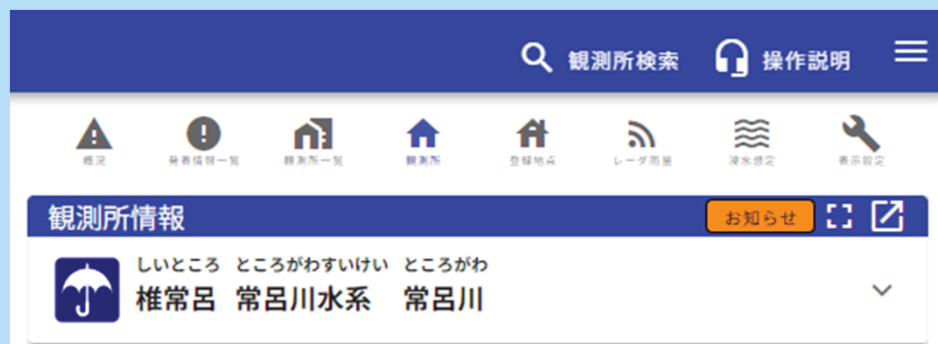 観測所検索 操作説明
概況 発表情報一覧 観測所一覧 観測所 登録地点 レーダ雨量 浸水想定 表示設定
観測所情報 お知らせ
しいところ ところがわすいけい ところがわ
椎常呂 常呂川水系 常呂川